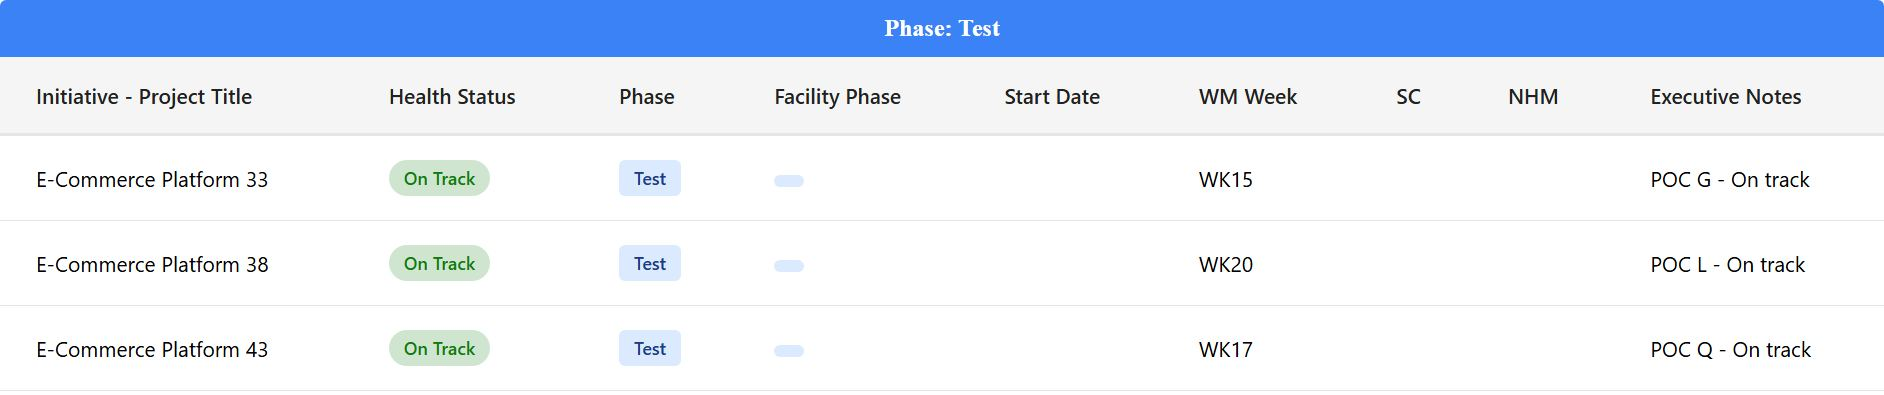 Phase: Test
Initiative - Project Title Health Status Phase Facility Phase Start Date WM Week SC NHM Executive Notes
E-Commerce Platform 33 On Track Test WK15 POC G - On track
E-Commerce Platform 38 On Track Test WK20 POC L - On track
E-Commerce Platform 43 On Track Test WK17 POC Q - On track